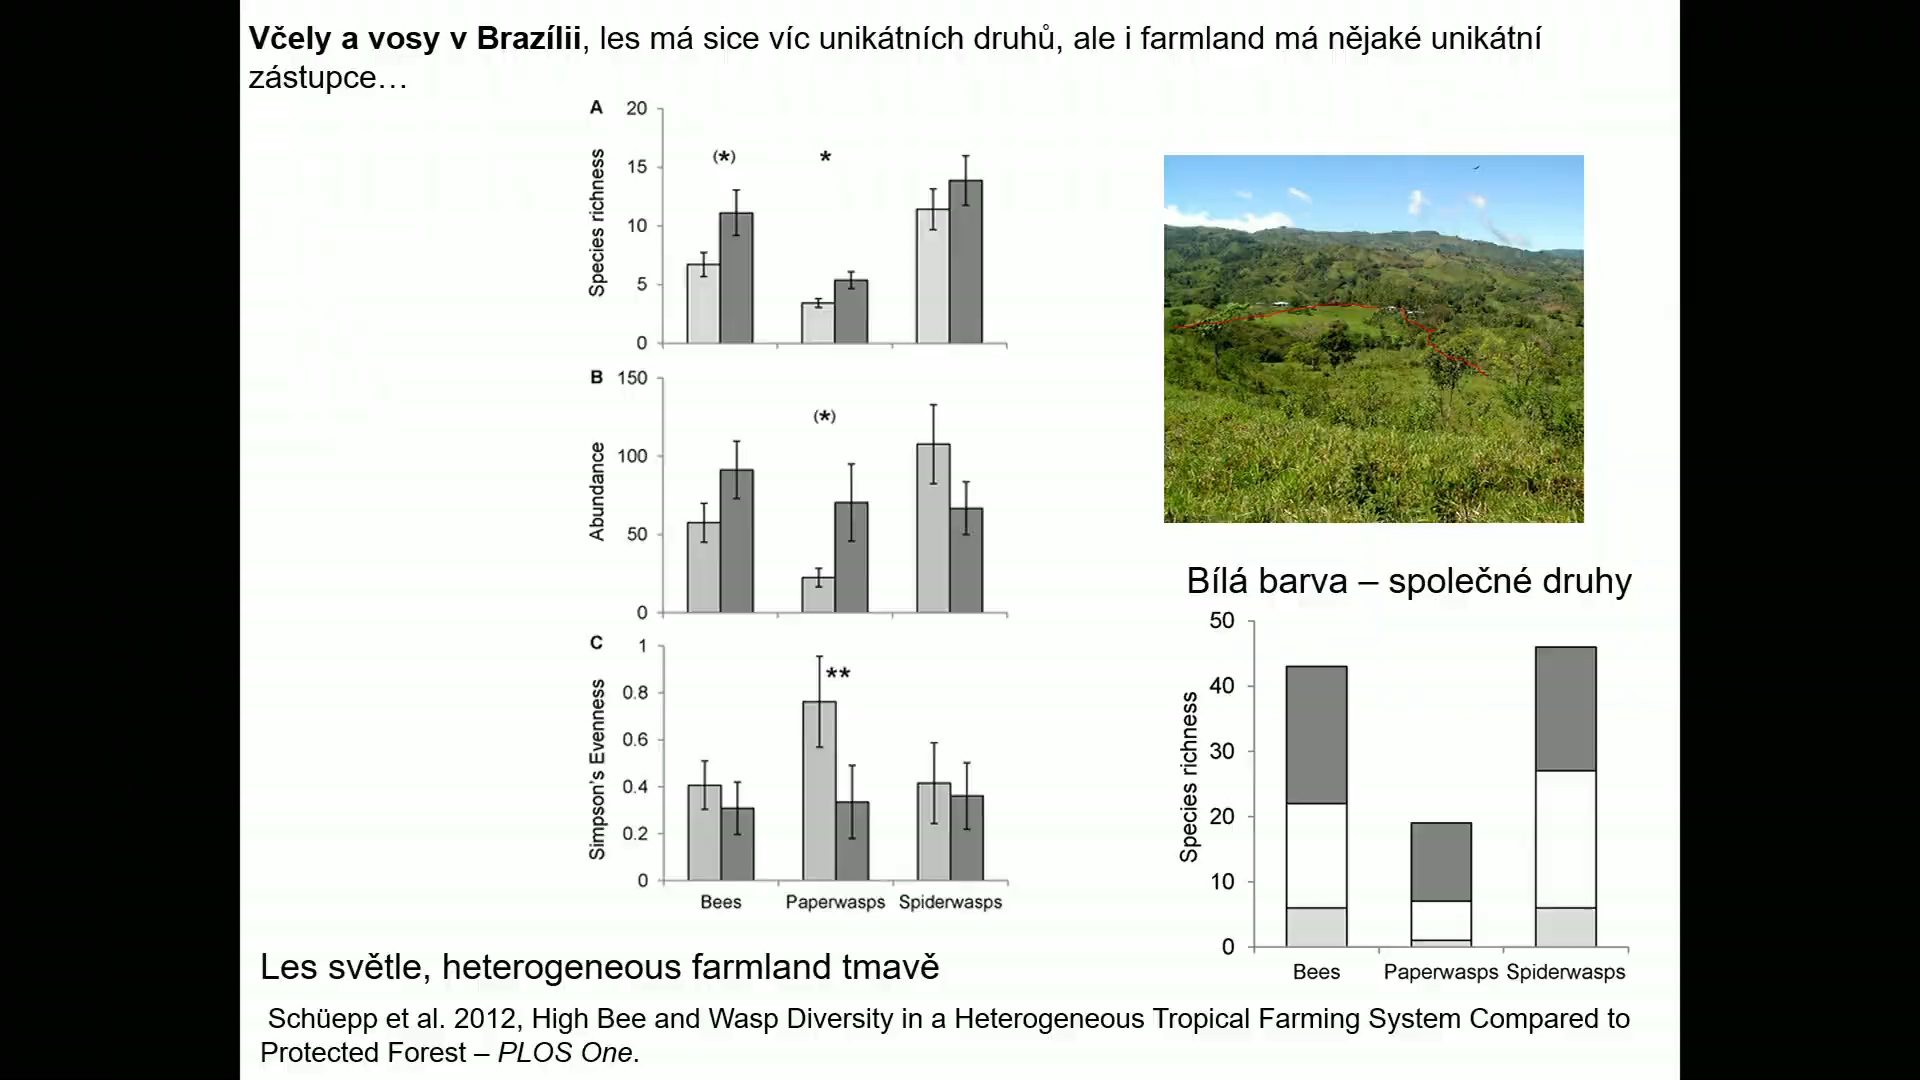 Včely a vosy v Brazílii, les má sice víc unikátních druhů, ale i farmland má nějaké unikátní
zástupce…
A
20
15
10
5
0
Species richness
(*)
*
B
150
100
50
0
Abundance
(*)
C
1
0.8
0.6
0.4
0.2
0
Simpson's Evenness
**
Bees
Paperwasps
Spiderwasps
Bílá barva – společné druhy
50
40
30
20
10
0
Species richness
Bees
Paperwasps
Spiderwasps
Les světle, heterogeneous farmland tmavě
Schüepp et al. 2012, High Bee and Wasp Diversity in a Heterogeneous Tropical Farming System Compared to
Protected Forest – PLOS One.